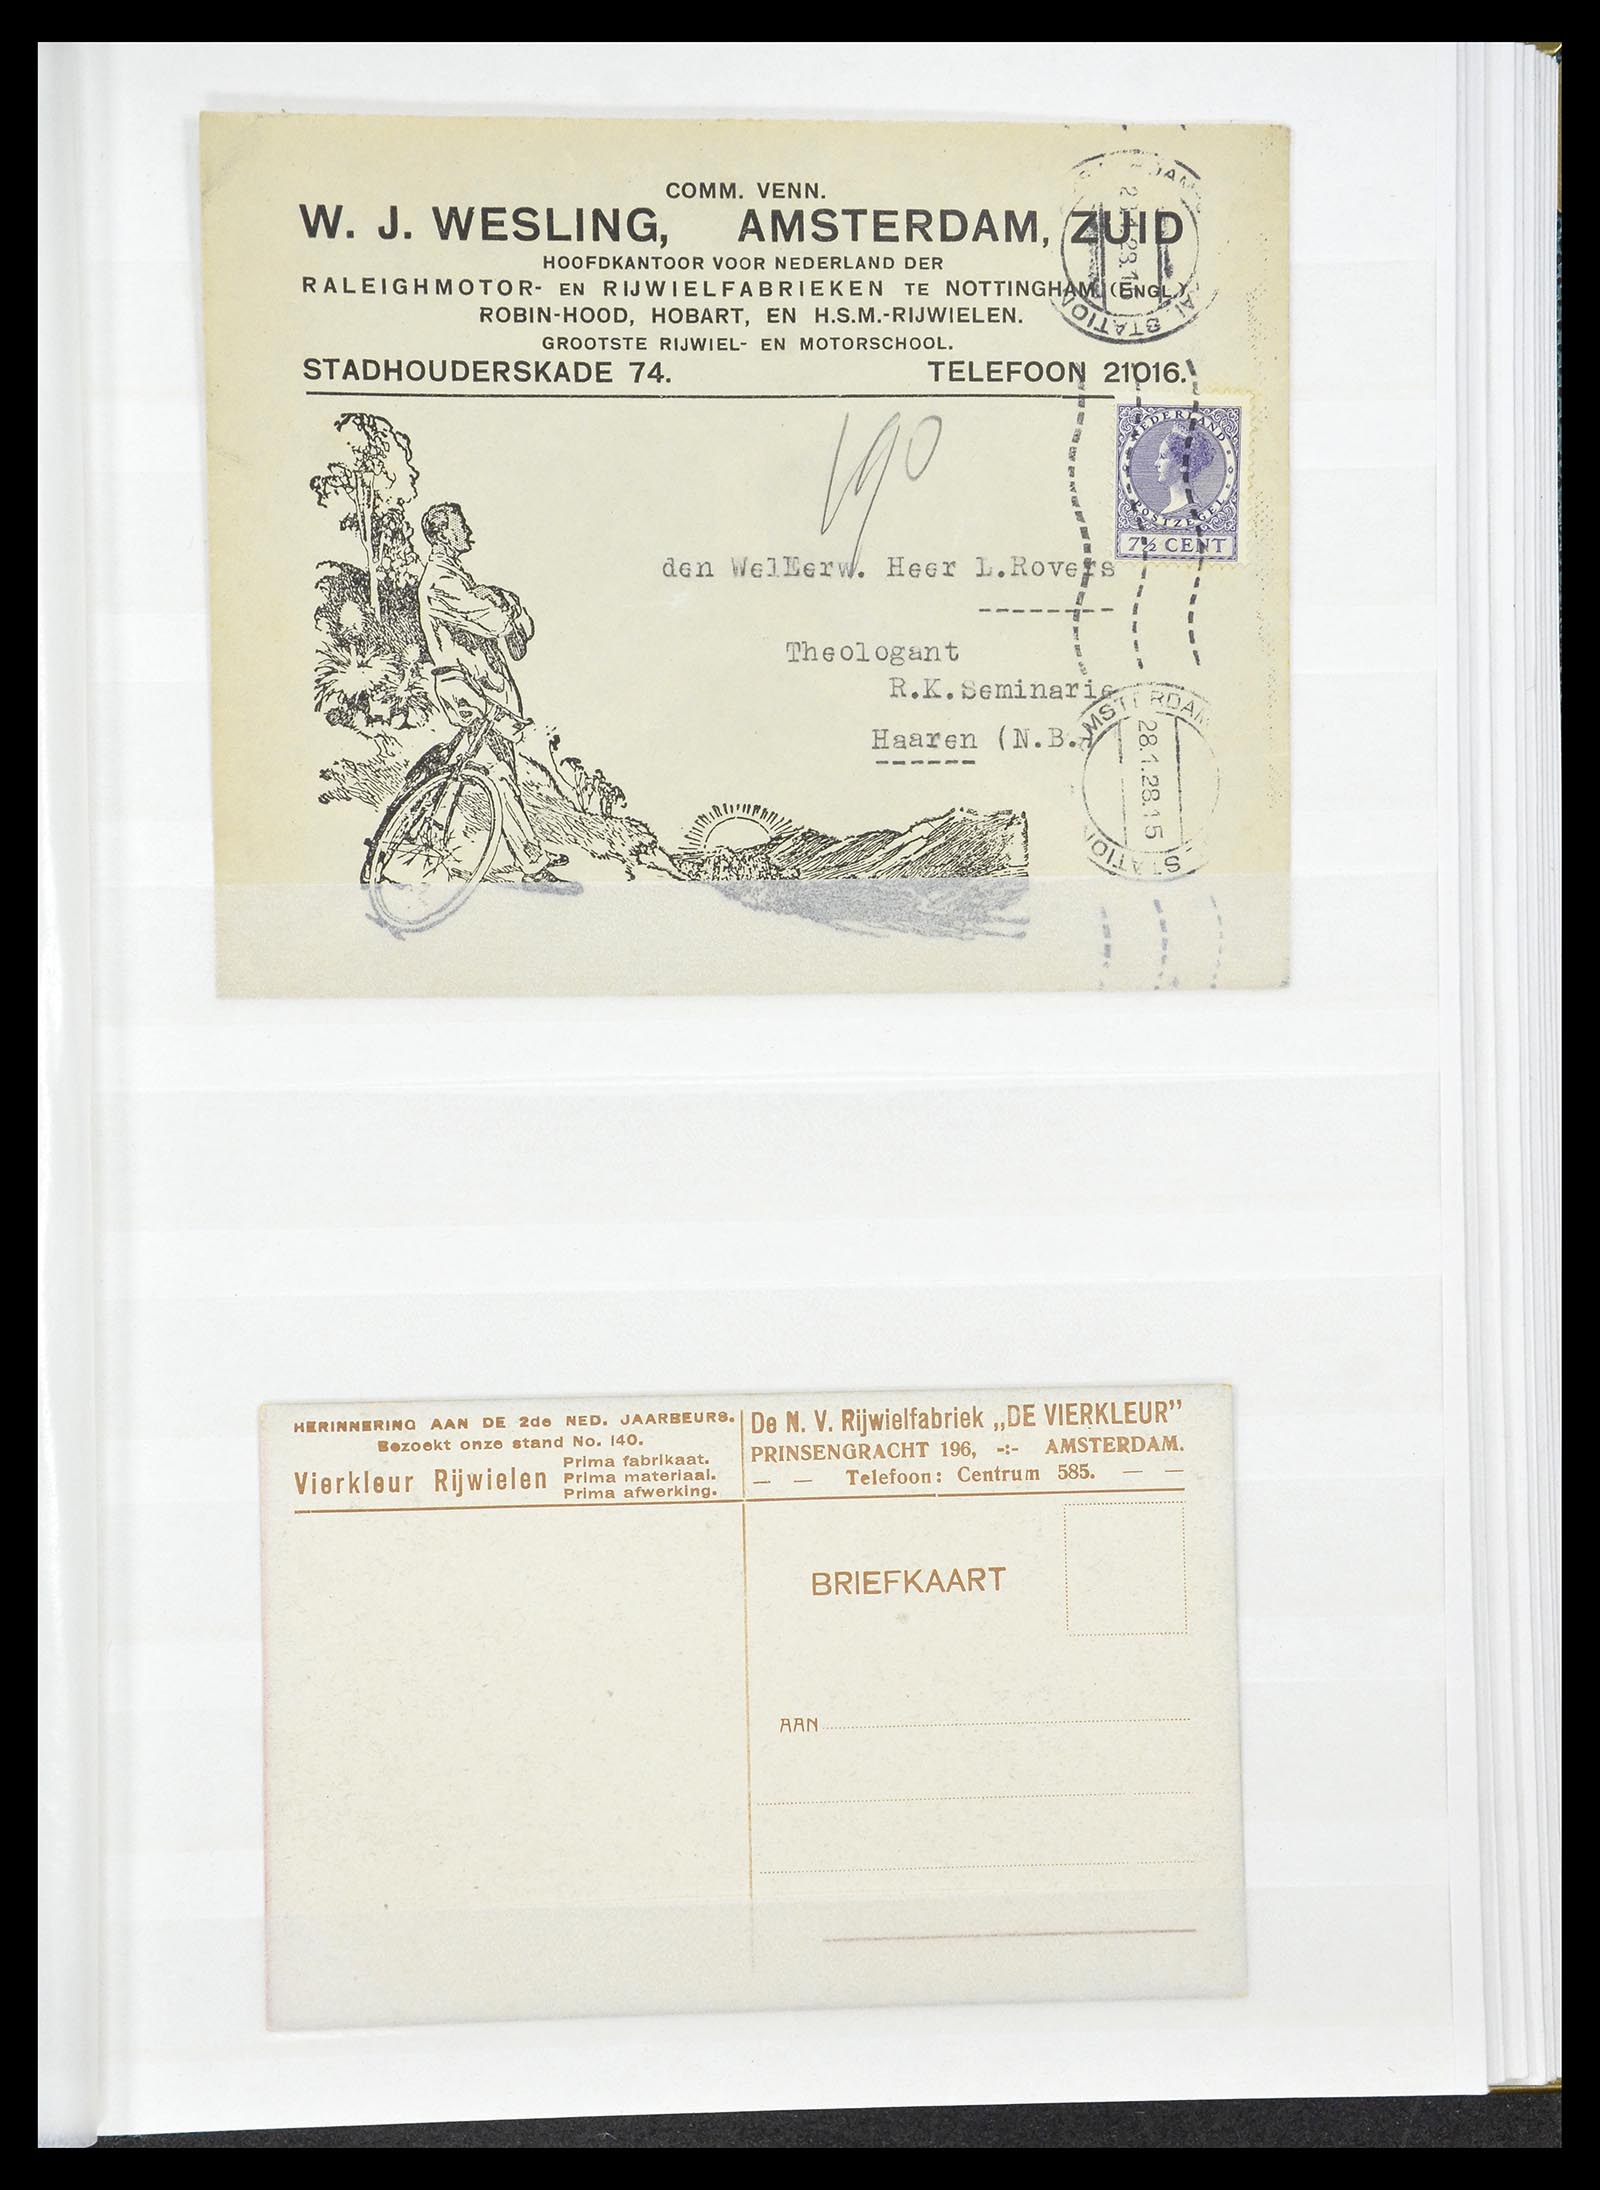 COMM. VENN.
W. J. WESLING, AMSTERDAM, ZUID
HOOFDKANTOOR VOOR NEDERLAND DER
RALEIGHMOTOR- EN RIJWIELFABRIEKEN TE NOTTINGHAM. (ENGL.)
ROBIN-HOOD, HOBART, EN H.S.M.-RIJWIELEN.
GROOTSTE RIJWIEL- EN MOTORSCHOOL.
STADHOUDERSKADE 74. TELEFOON 21016.
190
NEDERLAND
POSTZEGEL
7½ CENT
den WelEerw. Heer L.Rovers
Theologant
R.K.Seminarie
Haaren (N.B.
AMSTERDAM
28.1.28.15
STATION
HERINNERING AAN DE 2de NED. JAARBEURS.
Bezoekt onze stand No. 140.
Vierkleur Rijwielen
Prima fabrikaat.
Prima materiaal.
Prima afwerking.
De N. V. Rijwielfabriek „DE VIERKLEUR”
PRINSENGRACHT 196, -:- AMSTERDAM.
— — Telefoon: Centrum 585. — —
BRIEFKAART
AAN